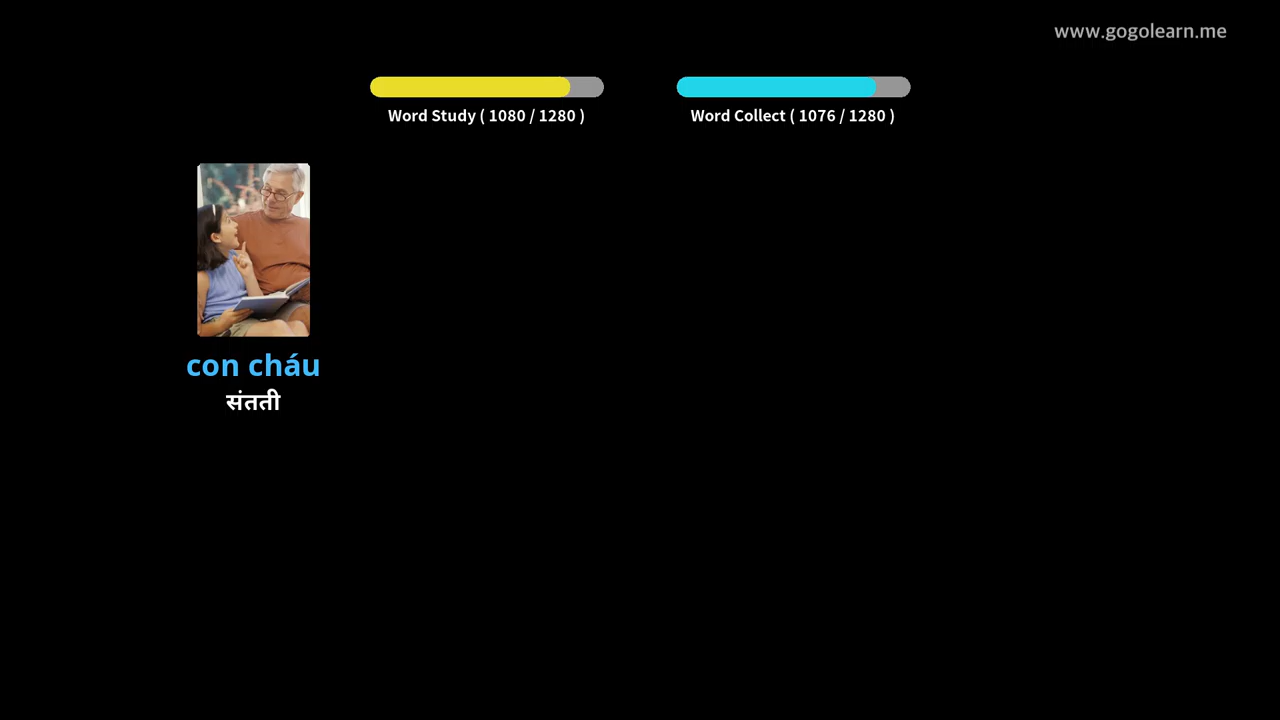 www.gogolearn.me
Word Study ( 1080 / 1280 )
Word Collect ( 1076 / 1280 )
con cháu
संतती